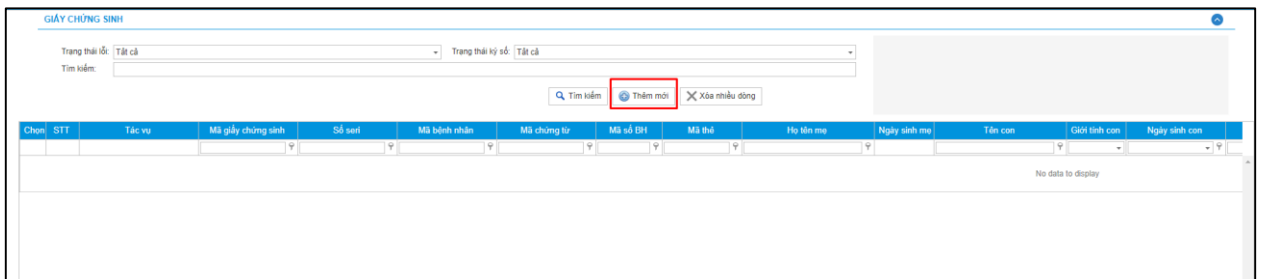 GIẤY CHỨNG SINH
Trạng thái lỗi: Tất cả Trạng thái ký số: Tất cả
Tìm kiếm:
Tìm kiếm Thêm mới Xóa nhiều dòng
Chọn STT Tác vụ Mã giấy chứng sinh Số seri Mã bệnh nhân Mã chứng từ Mã số BH Mã thẻ Họ tên mẹ Ngày sinh mẹ Tên con Giới tính con Ngày sinh con
No data to display